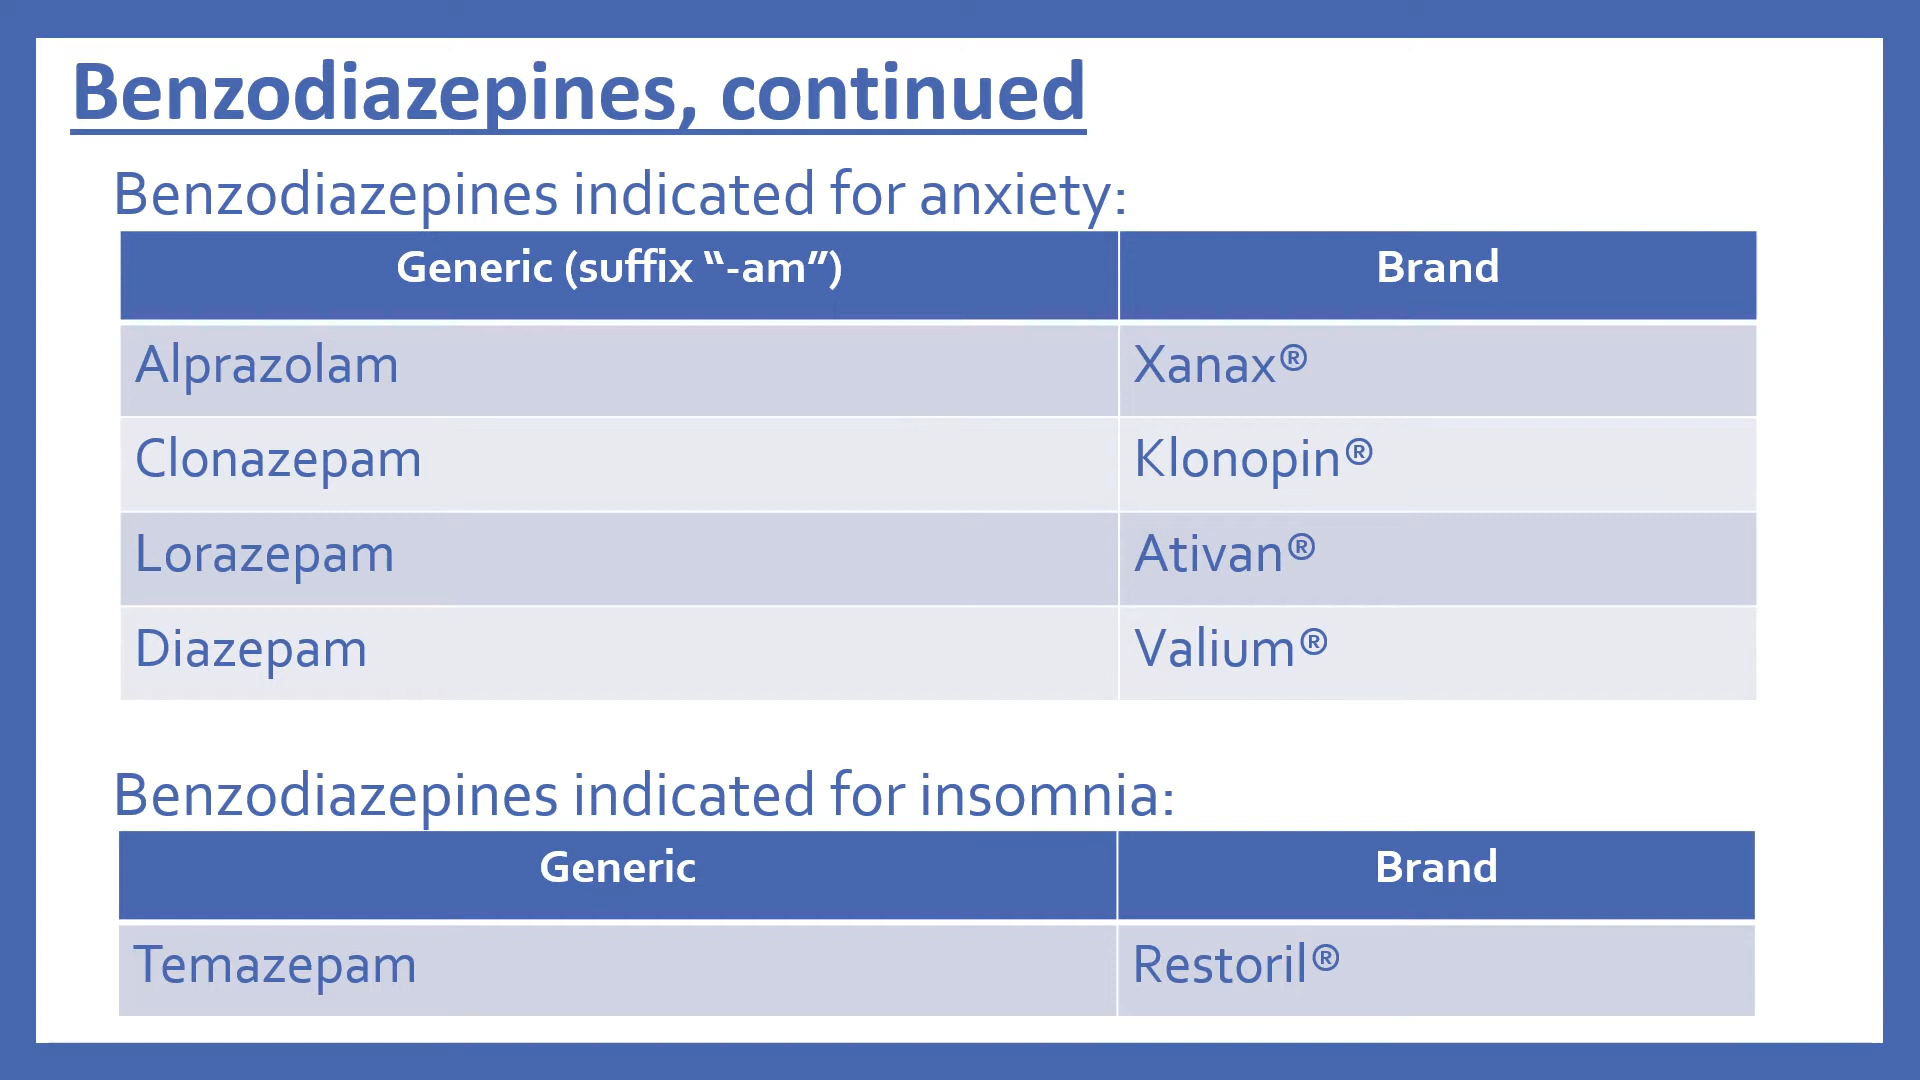 Benzodiazepines, continued
Benzodiazepines indicated for anxiety:
Generic (suffix “-am”) Brand
Alprazolam Xanax®
Clonazepam Klonopin®
Lorazepam Ativan®
Diazepam Valium®
Benzodiazepines indicated for insomnia:
Generic Brand
Temazepam Restoril®